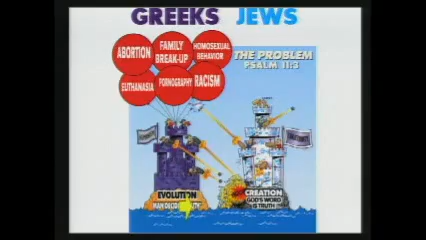 GREEKS JEWS
ABORTION
FAMILY
BREAK-UP
HOMOSEXUAL
BEHAVIOR
EUTHANASIA
PORNOGRAPHY
RACISM
THE PROBLEM
PSALM 11:3
EVOLUTION
CREATION
GOD'S WORD
IS TRUTH